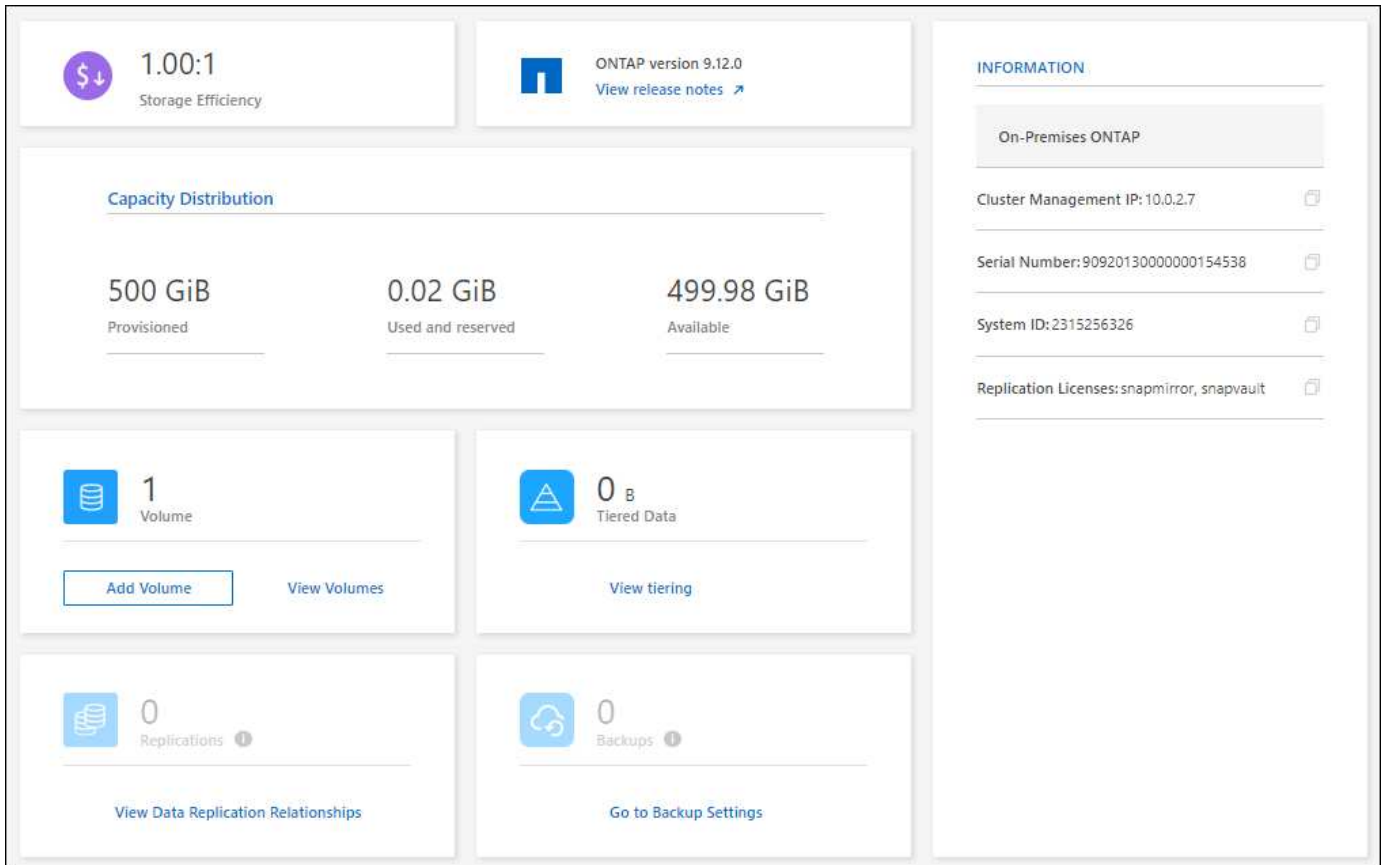 1.00:1
Storage Efficiency
ONTAP version 9.12.0
View release notes
Capacity Distribution
500 GiB
Provisioned
0.02 GiB
Used and reserved
499.98 GiB
Available
1
Volume
Add Volume
View Volumes
0 B
Tiered Data
View tiering
0
Replications
View Data Replication Relationships
0
Backups
Go to Backup Settings
INFORMATION
On-Premises ONTAP
Cluster Management IP: 10.0.2.7
Serial Number: 90920130000000154538
System ID: 2315256326
Replication Licenses: snapmirror, snapvault